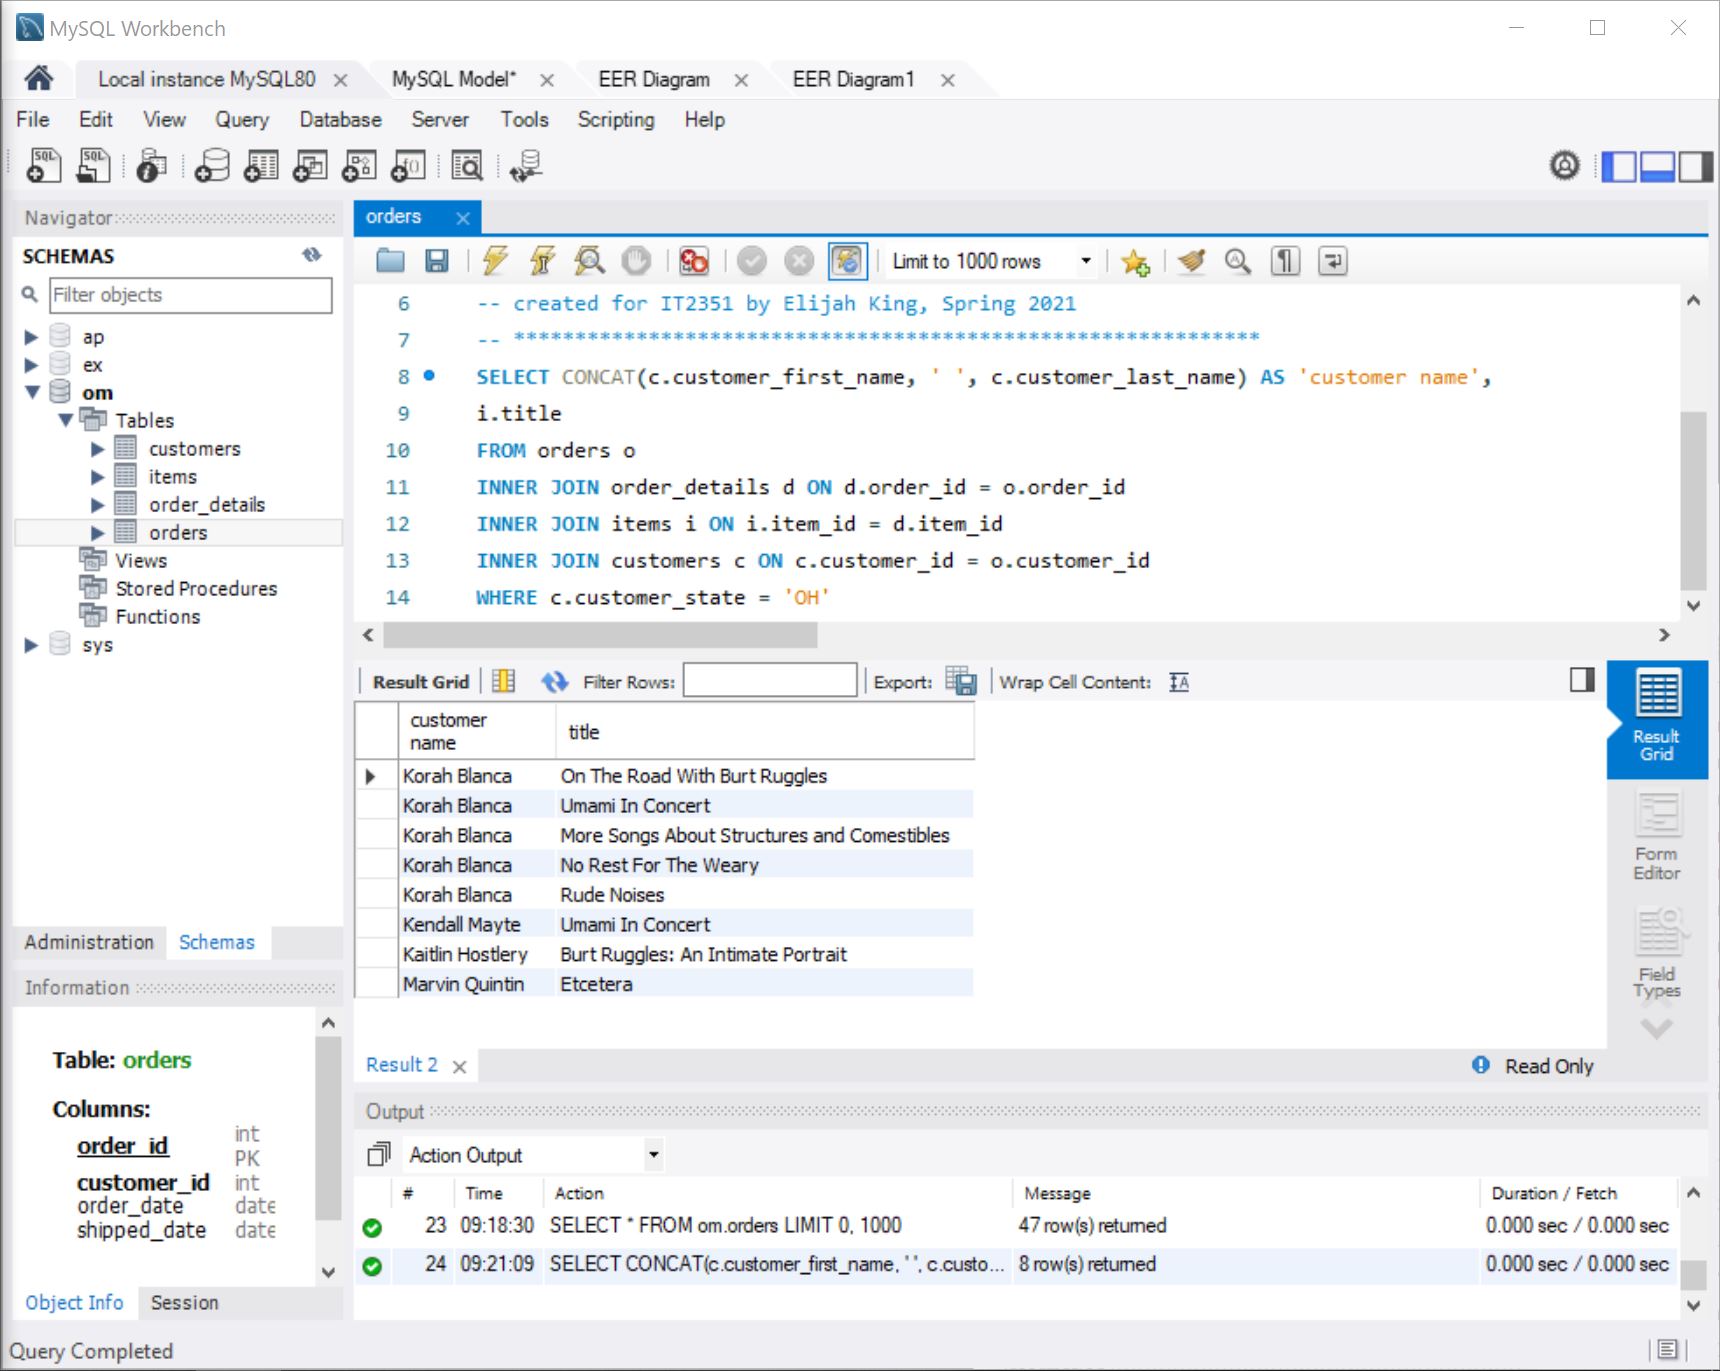 MySQL Workbench
Local instance MySQL80
MySQL Model*
EER Diagram
EER Diagram1
File Edit View Query Database Server Tools Scripting Help
Navigator
SCHEMAS
Filter objects
ap
ex
om
Tables
customers
items
order_details
orders
Views
Stored Procedures
Functions
sys
Administration Schemas
Information
Table: orders
Columns:
order_id int PK
customer_id int
order_date date
shipped_date date
Object Info Session
orders
Limit to 1000 rows
6 -- created for IT2351 by Elijah King, Spring 2021
7 -- *************************************************************
8 SELECT CONCAT(c.customer_first_name, ' ', c.customer_last_name) AS 'customer name',
9 i.title
10 FROM orders o
11 INNER JOIN order_details d ON d.order_id = o.order_id
12 INNER JOIN items i ON i.item_id = d.item_id
13 INNER JOIN customers c ON c.customer_id = o.customer_id
14 WHERE c.customer_state = 'OH'
Result Grid Filter Rows: Export: Wrap Cell Content:
customer name title
Korah Blanca On The Road With Burt Ruggles
Korah Blanca Umami In Concert
Korah Blanca More Songs About Structures and Comestibles
Korah Blanca No Rest For The Weary
Korah Blanca Rude Noises
Kendall Mayte Umami In Concert
Kaitlin Hostlery Burt Ruggles: An Intimate Portrait
Marvin Quintin Etcetera
Result Grid
Form Editor
Field Types
Result 2 Read Only
Output
Action Output
# Time Action Message Duration / Fetch
23 09:18:30 SELECT * FROM om.orders LIMIT 0, 1000 47 row(s) returned 0.000 sec / 0.000 sec
24 09:21:09 SELECT CONCAT(c.customer_first_name, ' ', c.custo... 8 row(s) returned 0.000 sec / 0.000 sec
Query Completed